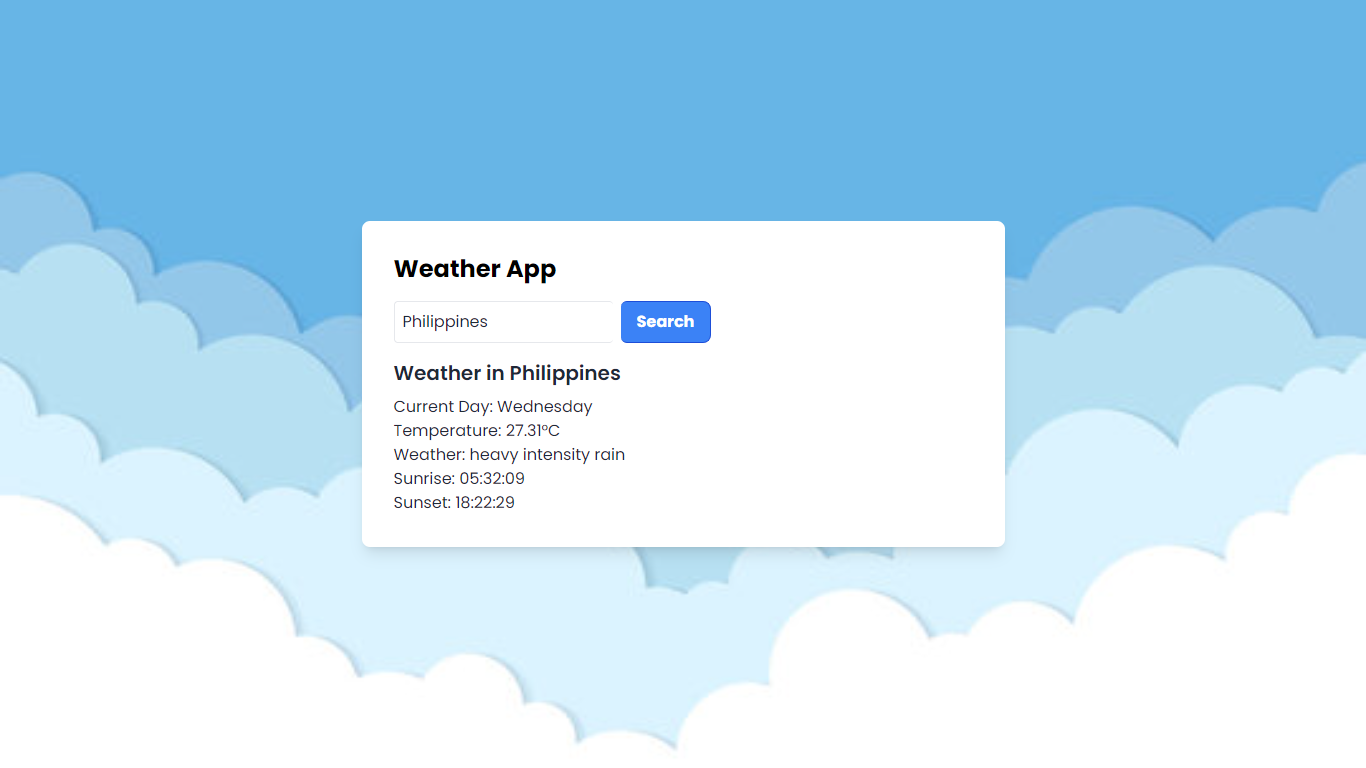 Weather App
Philippines
Search
Weather in Philippines
Current Day: Wednesday
Temperature: 27.31°C
Weather: heavy intensity rain
Sunrise: 05:32:09
Sunset: 18:22:29